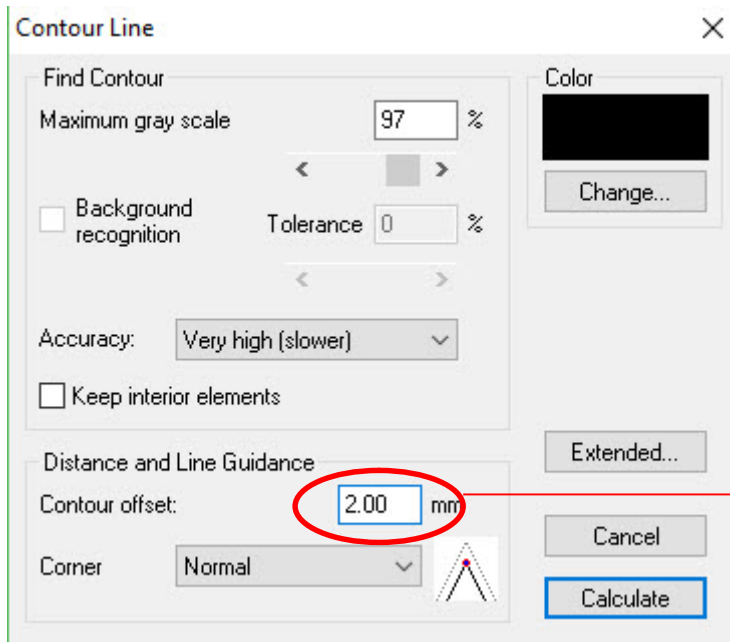 Contour Line
Find Contour
Maximum gray scale 97 %
Background
recognition
Tolerance 0 %
Accuracy: Very high (slower)
Keep interior elements
Color
Change...
Distance and Line Guidance
Contour offset: 2.00 mm
Corner Normal
Extended...
Cancel
Calculate